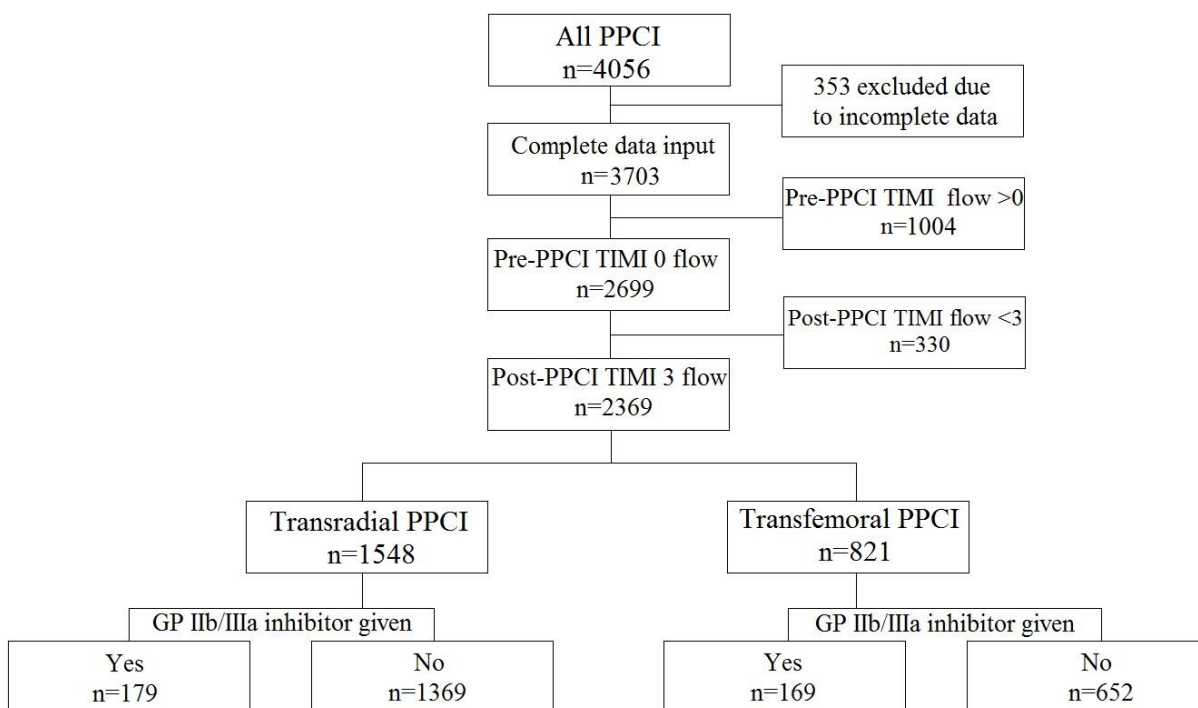 All PPCI
n=4056
353 excluded due
to incomplete data
Complete data input
n=3703
Pre-PPCI TIMI flow >0
n=1004
Pre-PPCI TIMI 0 flow
n=2699
Post-PPCI TIMI flow <3
n=330
Post-PPCI TIMI 3 flow
n=2369
Transradial PPCI
n=1548
Transfemoral PPCI
n=821
GP IIb/IIIa inhibitor given
GP IIb/IIIa inhibitor given
Yes
n=179
No
n=1369
Yes
n=169
No
n=652